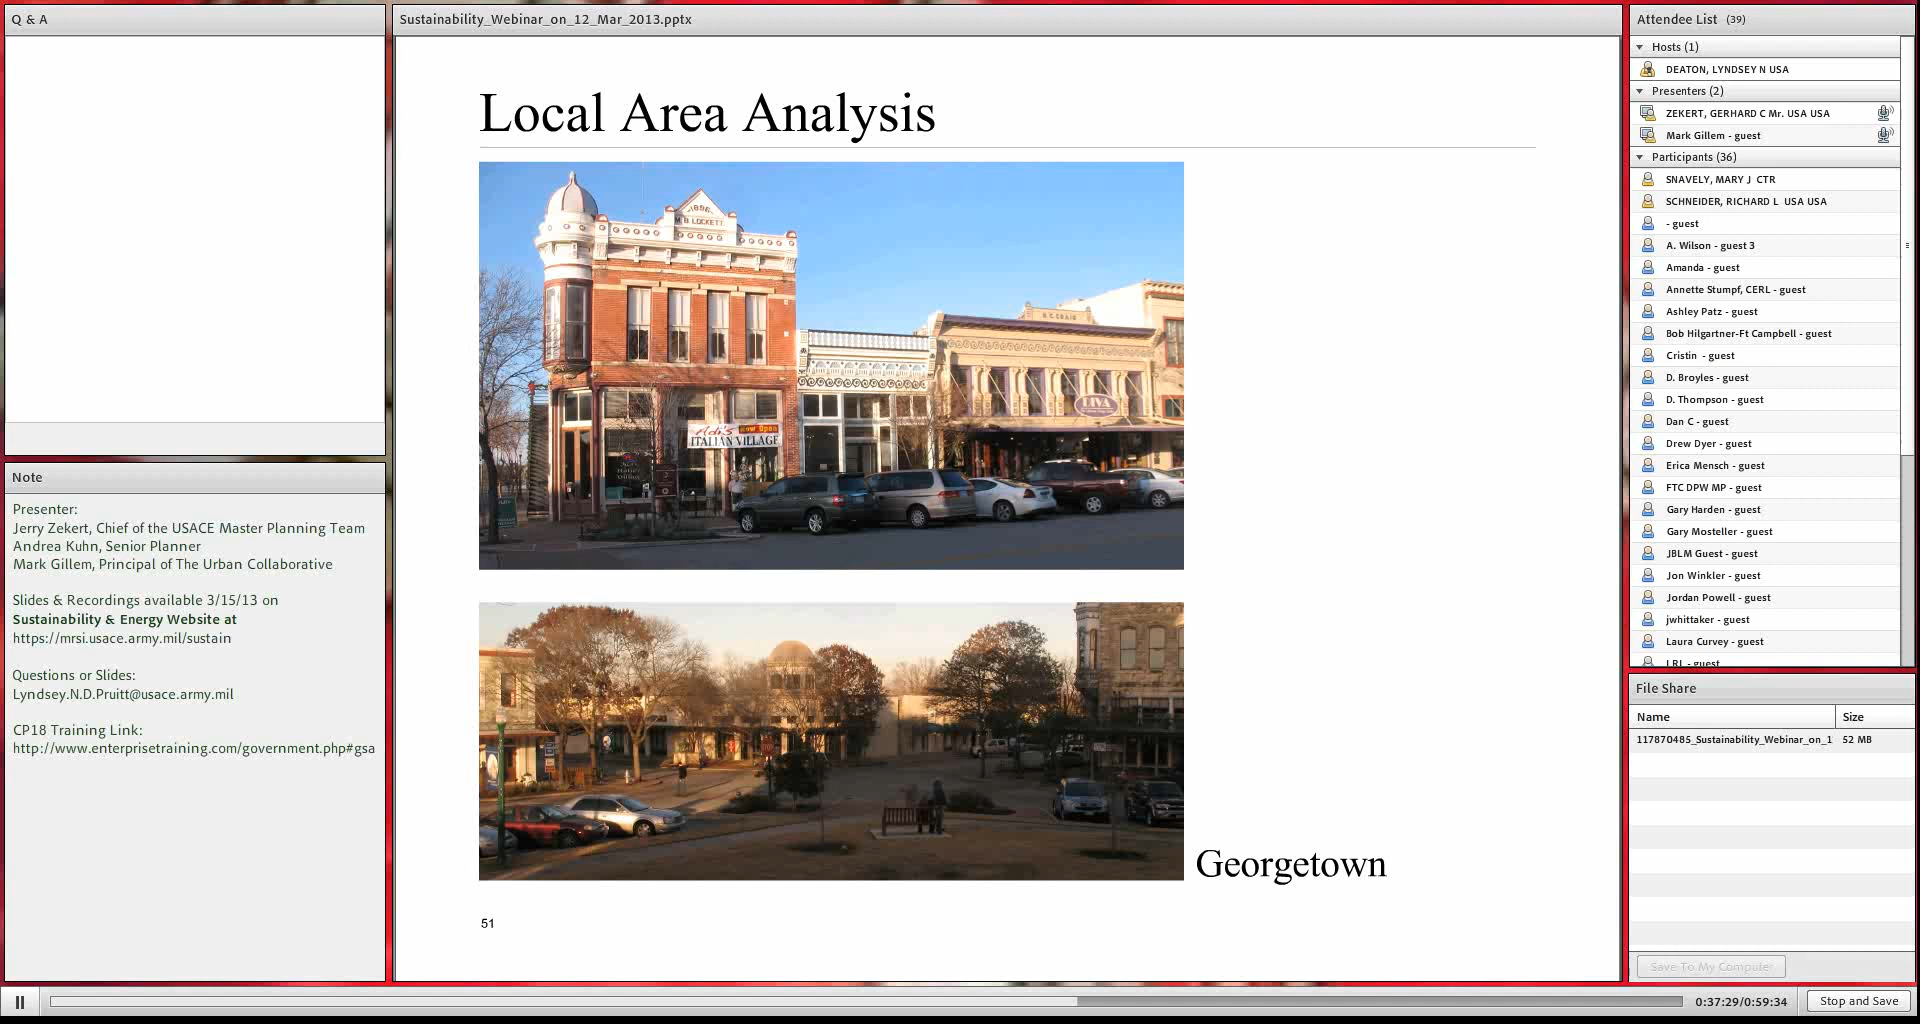 Q & A
Sustainability_Webinar_on_12_Mar_2013.pptx
Attendee List (39)
Hosts (1)
DEATON, LYNDSEY N USA
Presenters (2)
ZEKERT, GERHARD C Mr. USA USA
Mark Gillem - guest
Participants (36)
SNAVELY, MARY J CTR
SCHNEIDER, RICHARD L USA USA
- guest
A. Wilson - guest 3
Amanda - guest
Annette Stumpf, CERL - guest
Ashley Patz - guest
Bob Hilgartner-Ft Campbell - guest
Cristin - guest
D. Broyles - guest
D. Thompson - guest
Dan C - guest
Drew Dyer - guest
Erica Mensch - guest
FTC DPW MP - guest
Gary Harden - guest
Gary Mosteller - guest
JBLM Guest - guest
Jon Winkler - guest
Jordan Powell - guest
jwhittaker - guest
Laura Curvey - guest
LRL - guest
Local Area Analysis
1896
M.B. LOCKETT
DIVA
Now Open
ITALIAN VILLAGE
Georgetown
51
Note
Presenter:
Jerry Zekert, Chief of the USACE Master Planning Team
Andrea Kuhn, Senior Planner
Mark Gillem, Principal of The Urban Collaborative
Slides & Recordings available 3/15/13 on
Sustainability & Energy Website at
https://mrsi.usace.army.mil/sustain
Questions or Slides:
Lyndsey.N.D.Pruitt@usace.army.mil
CP18 Training Link:
http://www.enterprisetraining.com/government.php#gsa
File Share
Name Size
117870485_Sustainability_Webinar_on_1 52 MB
Save To My Computer
0:37:29/0:59:34
Stop and Save